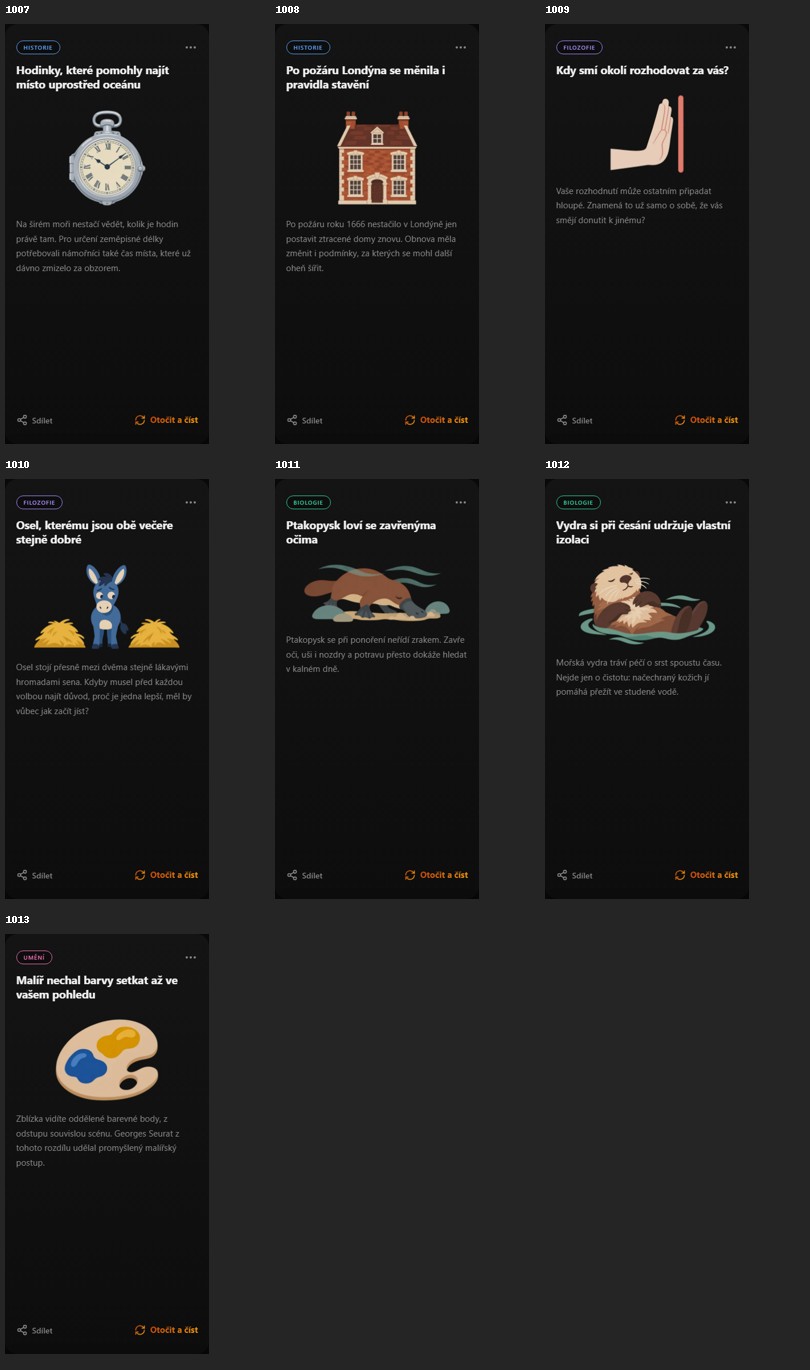 1007
HISTORIE
Hodinky, které pomohly najít
místo uprostřed oceánu
Na širém moři nestačí vědět, kolik je hodin
právě tam. Pro určení zeměpisné délky
potřebovali námořníci také čas místa, které už
dávno zmizelo za obzorem.
Sdílet
Otočit a číst
1008
HISTORIE
Po požáru Londýna se měnila i
pravidla stavění
Po požáru roku 1666 nestačilo v Londýně jen
postavit ztracené domy znovu. Obnova měla
změnit i podmínky, za kterých se mohl další
oheň šířit.
Sdílet
Otočit a číst
1009
FILOZOFIE
Kdy smí okolí rozhodovat za vás?
Vaše rozhodnutí může ostatním připadat
hloupé. Znamená to už samo o sobě, že vás
smějí donutit k jinému?
Sdílet
Otočit a číst
1010
FILOZOFIE
Osel, kterému jsou obě večeře
stejně dobré
Osel stojí přesně mezi dvěma stejně lákavými
hromadami sena. Kdyby musel před každou
volbou najít důvod, proč je jedna lepší, měl by
vůbec jak začít jíst?
Sdílet
Otočit a číst
1011
BIOLOGIE
Ptakopysk loví se zavřenýma
očima
Ptakopysk se při ponoření neřídí zrakem. Zavře
oči, uši i nozdry a potravu přesto dokáže hledat
v kalném dně.
Sdílet
Otočit a číst
1012
BIOLOGIE
Vydra si při česání udržuje vlastní
izolaci
Mořská vydra tráví péčí o srst spoustu času.
Nejde jen o čistotu: načechraný kožich jí
pomáhá přežít ve studené vodě.
Sdílet
Otočit a číst
1013
UMĚNÍ
Malíř nechal barvy setkat až ve
vašem pohledu
Zblízka vidíte oddělené barevné body, z
odstupu souvislou scénu. Georges Seurat z
tohoto rozdílu udělal promyšlený malířský
postup.
Sdílet
Otočit a číst